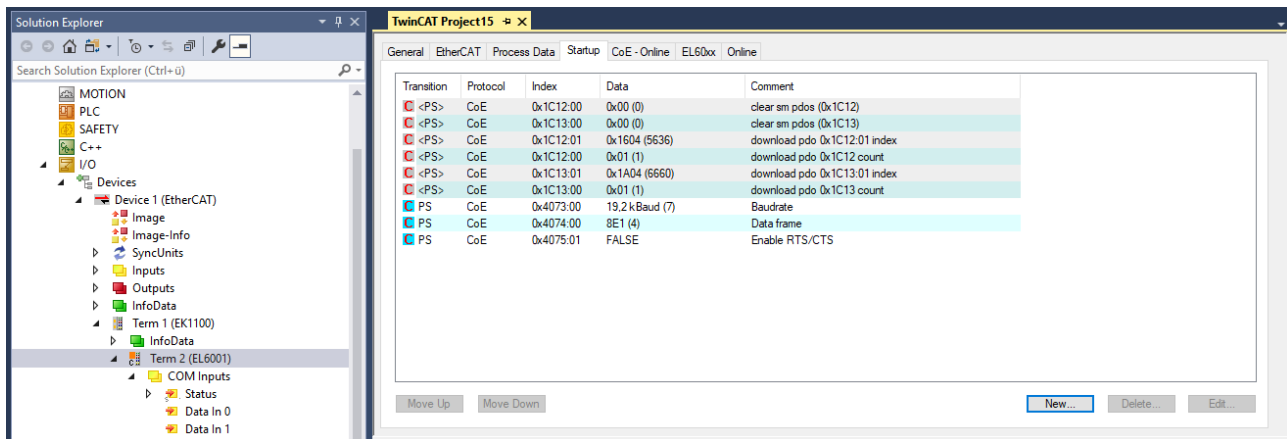 Solution Explorer
Search Solution Explorer (Ctrl+ü)
MOTION
PLC
SAFETY
C++
I/O
Devices
Device 1 (EtherCAT)
Image
Image-Info
SyncUnits
Inputs
Outputs
InfoData
Term 1 (EK1100)
InfoData
Term 2 (EL6001)
COM Inputs
Status
Data In 0
Data In 1
TwinCAT Project15
General EtherCAT Process Data Startup CoE - Online EL60xx Online
Transition Protocol Index Data Comment
C <PS> CoE 0x1C12:00 0x00 (0) clear sm pdos (0x1C12)
C <PS> CoE 0x1C13:00 0x00 (0) clear sm pdos (0x1C13)
C <PS> CoE 0x1C12:01 0x1604 (5636) download pdo 0x1C12:01 index
C <PS> CoE 0x1C12:00 0x01 (1) download pdo 0x1C12 count
C <PS> CoE 0x1C13:01 0x1A04 (6660) download pdo 0x1C13:01 index
C <PS> CoE 0x1C13:00 0x01 (1) download pdo 0x1C13 count
C PS CoE 0x4073:00 19,2 kBaud (7) Baudrate
C PS CoE 0x4074:00 8E1 (4) Data frame
C PS CoE 0x4075:01 FALSE Enable RTS/CTS
Move Up Move Down New... Delete... Edit...